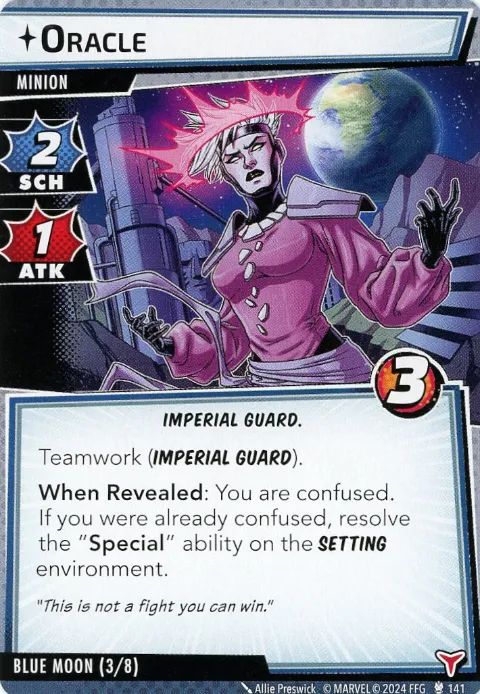 ORACLE
MINION
2
SCH
1
ATK
3
IMPERIAL GUARD.
Teamwork (IMPERIAL GUARD).
When Revealed: You are confused.
If you were already confused, resolve
the "Special" ability on the SETTING
environment.
"This is not a fight you can win."
BLUE MOON (3/8)
Allie Preswick © MARVEL © 2024 FFG 141